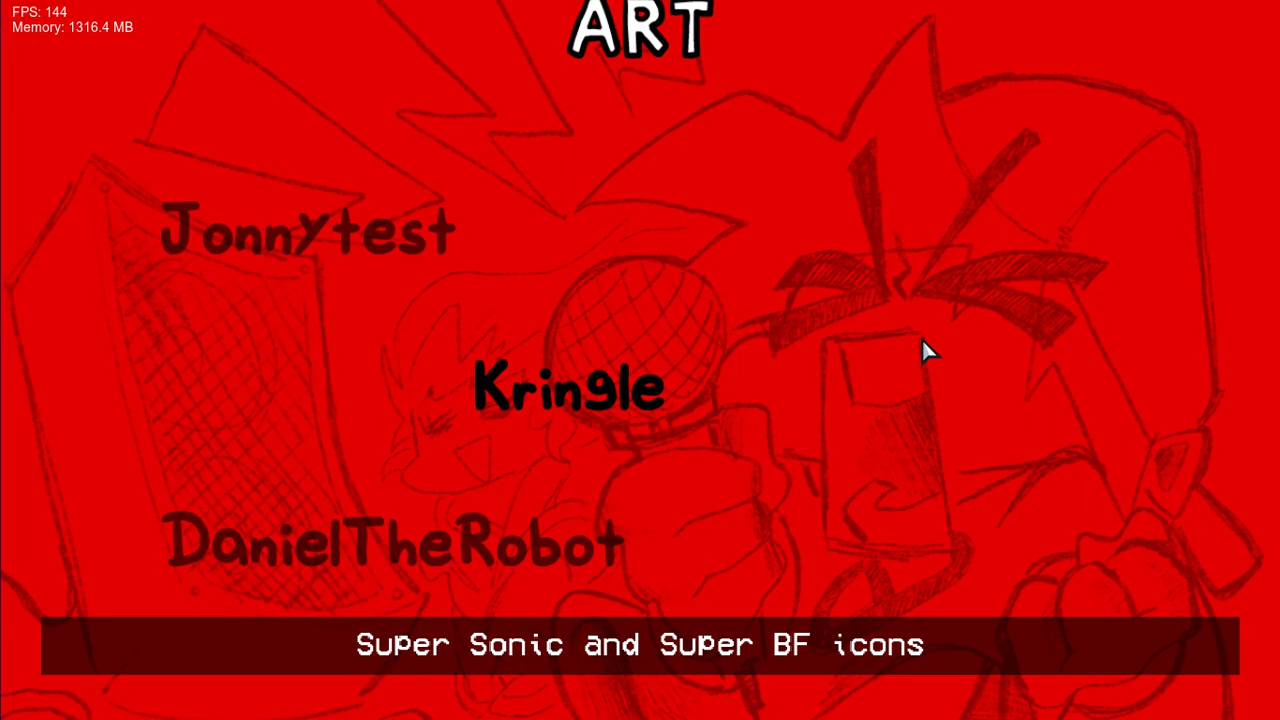 FPS: 144
Memory: 1316.4 MB
ART
Jonnytest
Kringle
DanielTheRobot
Super Sonic and Super BF icons